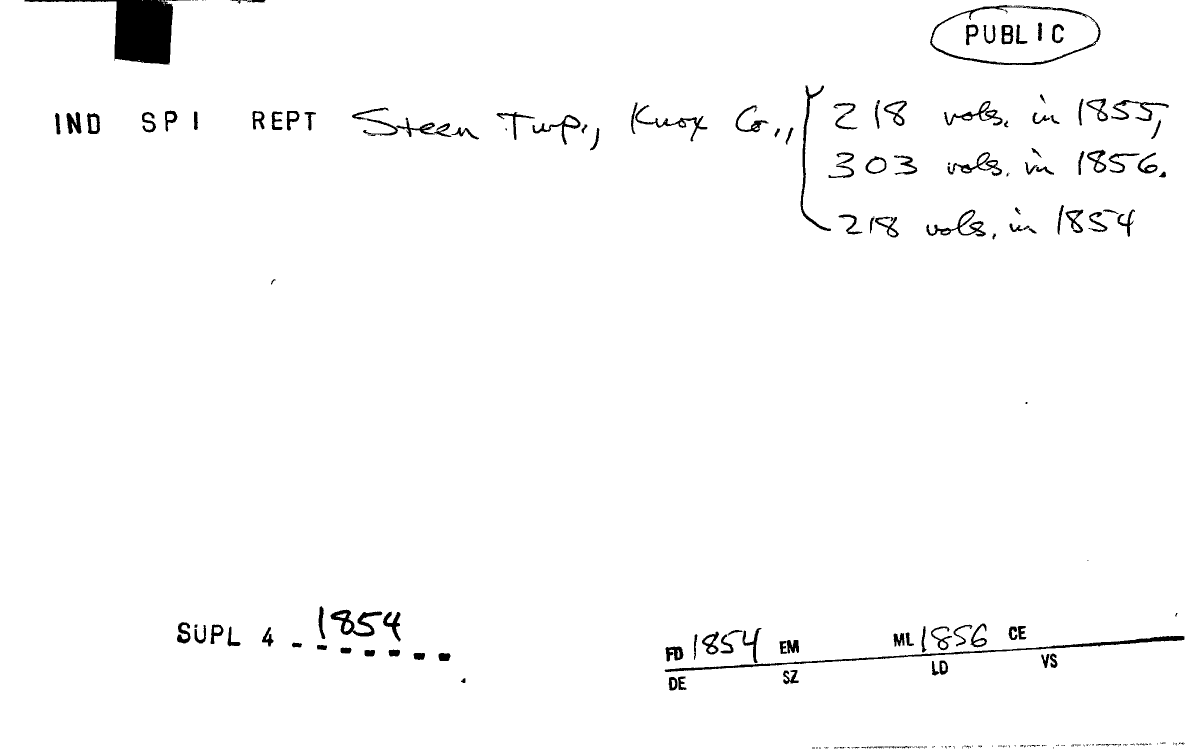 PUBLIC
IND SPI REPT Steen Twp., Knox Co., 218 vols. in 1855,
303 vols. in 1856.
218 vols. in 1854
SUPL 4 - 1854
FD 1854 EM ML 1856 CE
DE SZ LD VS